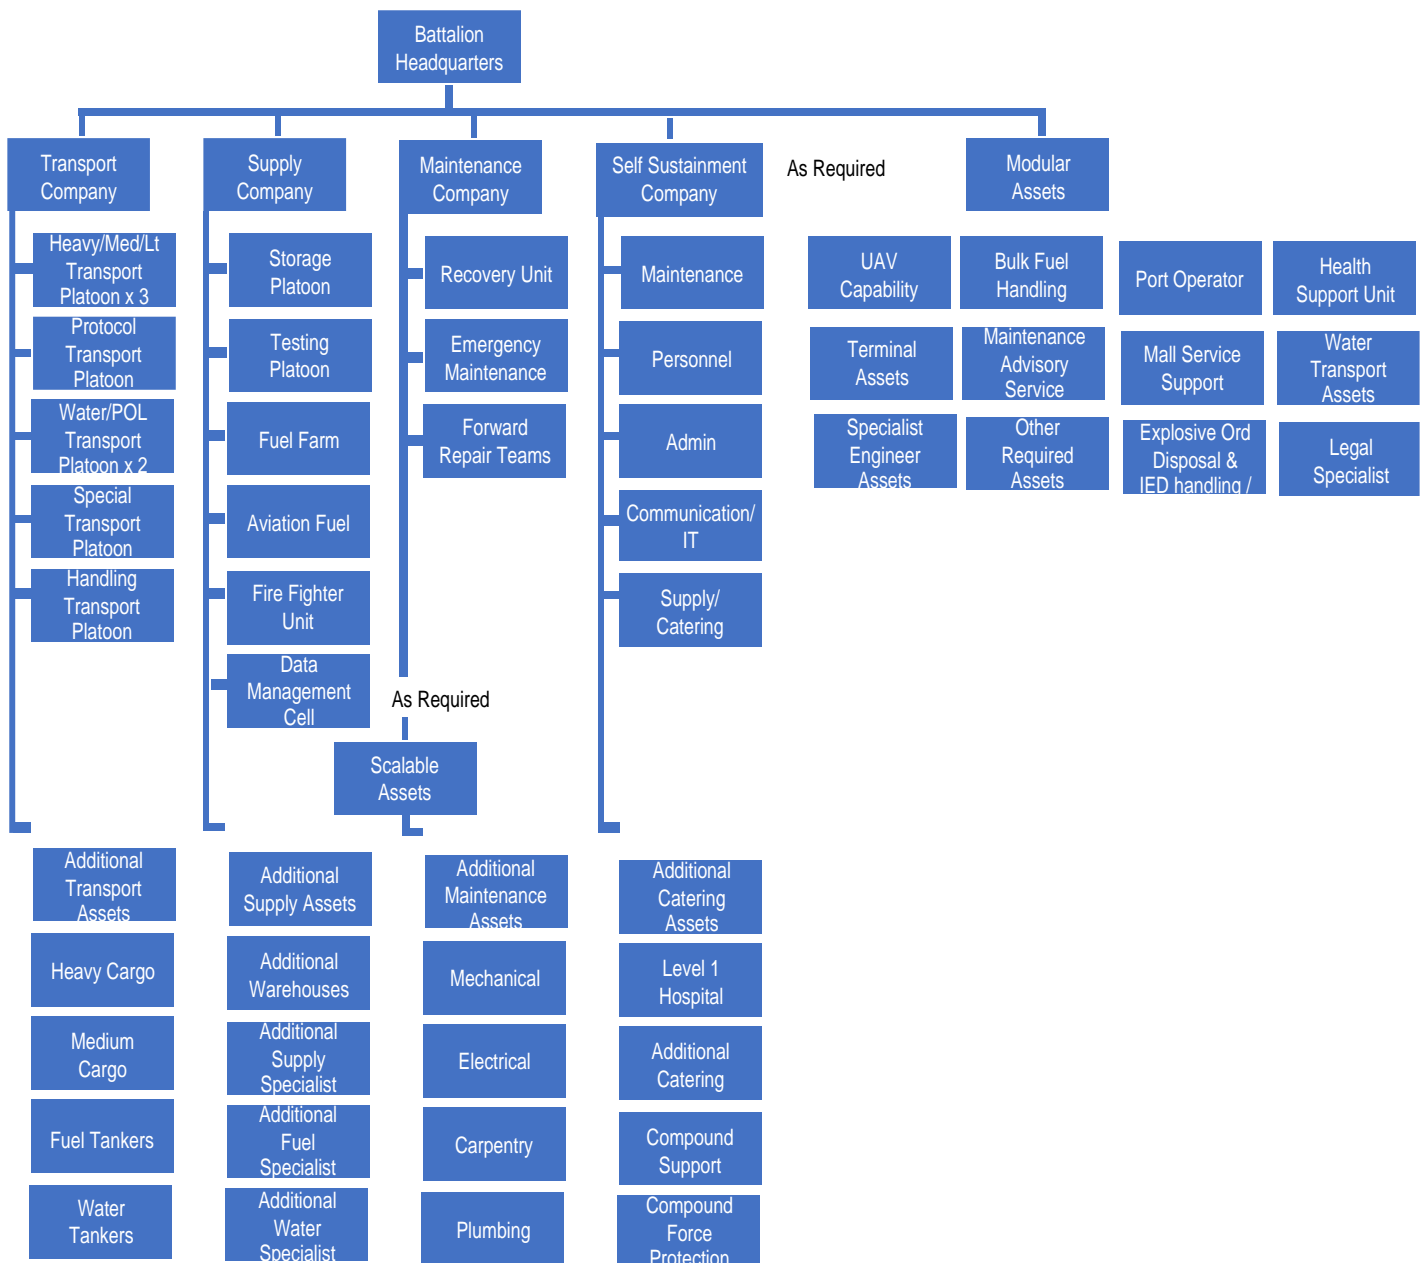 Battalion
Headquarters
Transport
Company
Supply
Company
Maintenance
Company
Self Sustainment
Company
As Required
Modular
Assets
Heavy/Med/Lt
Transport
Platoon x 3
Protocol
Transport
Platoon
Water/POL
Transport
Platoon x 2
Special
Transport
Platoon
Handling
Transport
Platoon
Storage
Platoon
Testing
Platoon
Fuel Farm
Aviation Fuel
Fire Fighter
Unit
Data
Management
Cell
Recovery Unit
Emergency
Maintenance
Forward
Repair Teams
As Required
Scalable
Assets
Maintenance
Personnel
Admin
Communication/
IT
Supply/
Catering
UAV
Capability
Bulk Fuel
Handling
Port Operator
Health
Support Unit
Terminal
Assets
Maintenance
Advisory
Service
Mall Service
Support
Water
Transport
Assets
Specialist
Engineer
Assets
Other
Required
Assets
Explosive Ord
Disposal &
IED handling /
Legal
Specialist
Additional
Transport
Assets
Heavy Cargo
Medium
Cargo
Fuel Tankers
Water
Tankers
Additional
Supply Assets
Additional
Warehouses
Additional
Supply
Specialist
Additional
Fuel
Specialist
Additional
Water
Specialist
Additional
Maintenance
Assets
Mechanical
Electrical
Carpentry
Plumbing
Additional
Catering
Assets
Level 1
Hospital
Additional
Catering
Compound
Support
Compound
Force
Protection